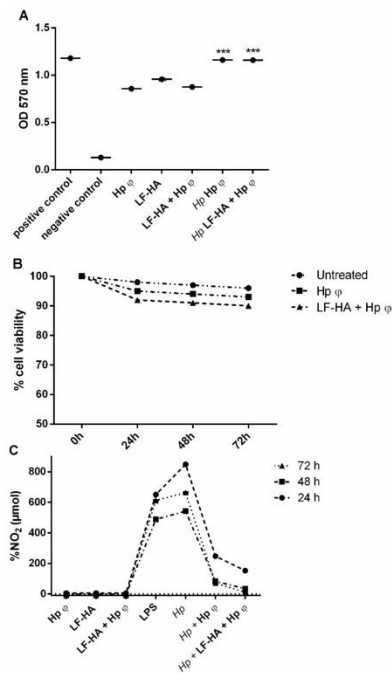 A
OD 570 nm
1.5
1.0
0.5
0.0
***
***
positive control
negative control
Hp φ
LF-HA
LF-HA + Hp φ
Hp Hp φ
Hp LF-HA + Hp φ
B
% cell viability
100
90
80
70
60
50
0h
24h
48h
72h
Untreated
Hp φ
LF-HA + Hp φ
C
%NO₂ (μmol)
800
600
400
200
0
72 h
48 h
24 h
Hp φ
LF-HA
LF-HA + Hp φ
LPS
Hp
Hp + Hp φ
Hp + LF-HA + Hp φ